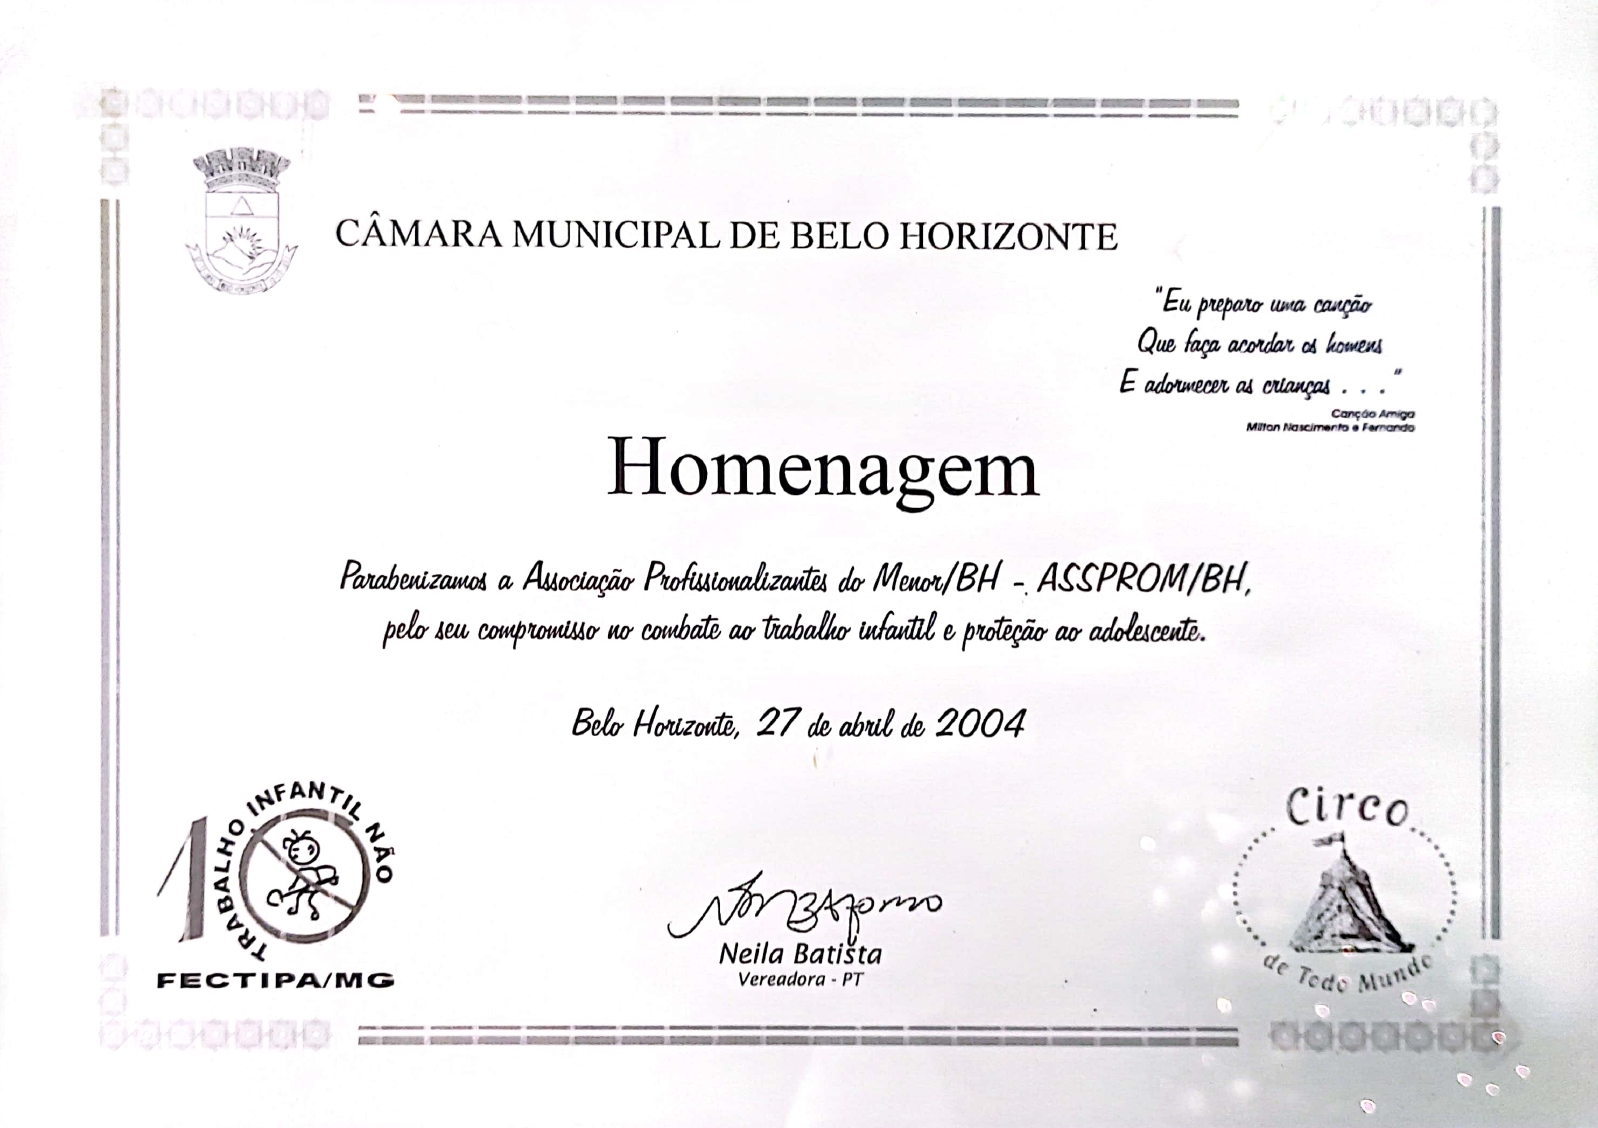 CÂMARA MUNICIPAL DE BELO HORIZONTE
"Eu preparo uma canção
Que faça acordar os homens
E adormecer as crianças . . ."
Canção Amiga
Milton Nascimento e Fernando
Homenagem
Parabenizamos a Associação Profissionalizantes do Menor/BH - ASSPROM/BH,
pelo seu compromisso no combate ao trabalho infantil e proteção ao adolescente.
Belo Horizonte, 27 de abril de 2004
10
TRABALHO INFANTIL NÃO
FECTIPA/MG
Neila Batista
Vereadora - PT
Circo
de Todo Mundo